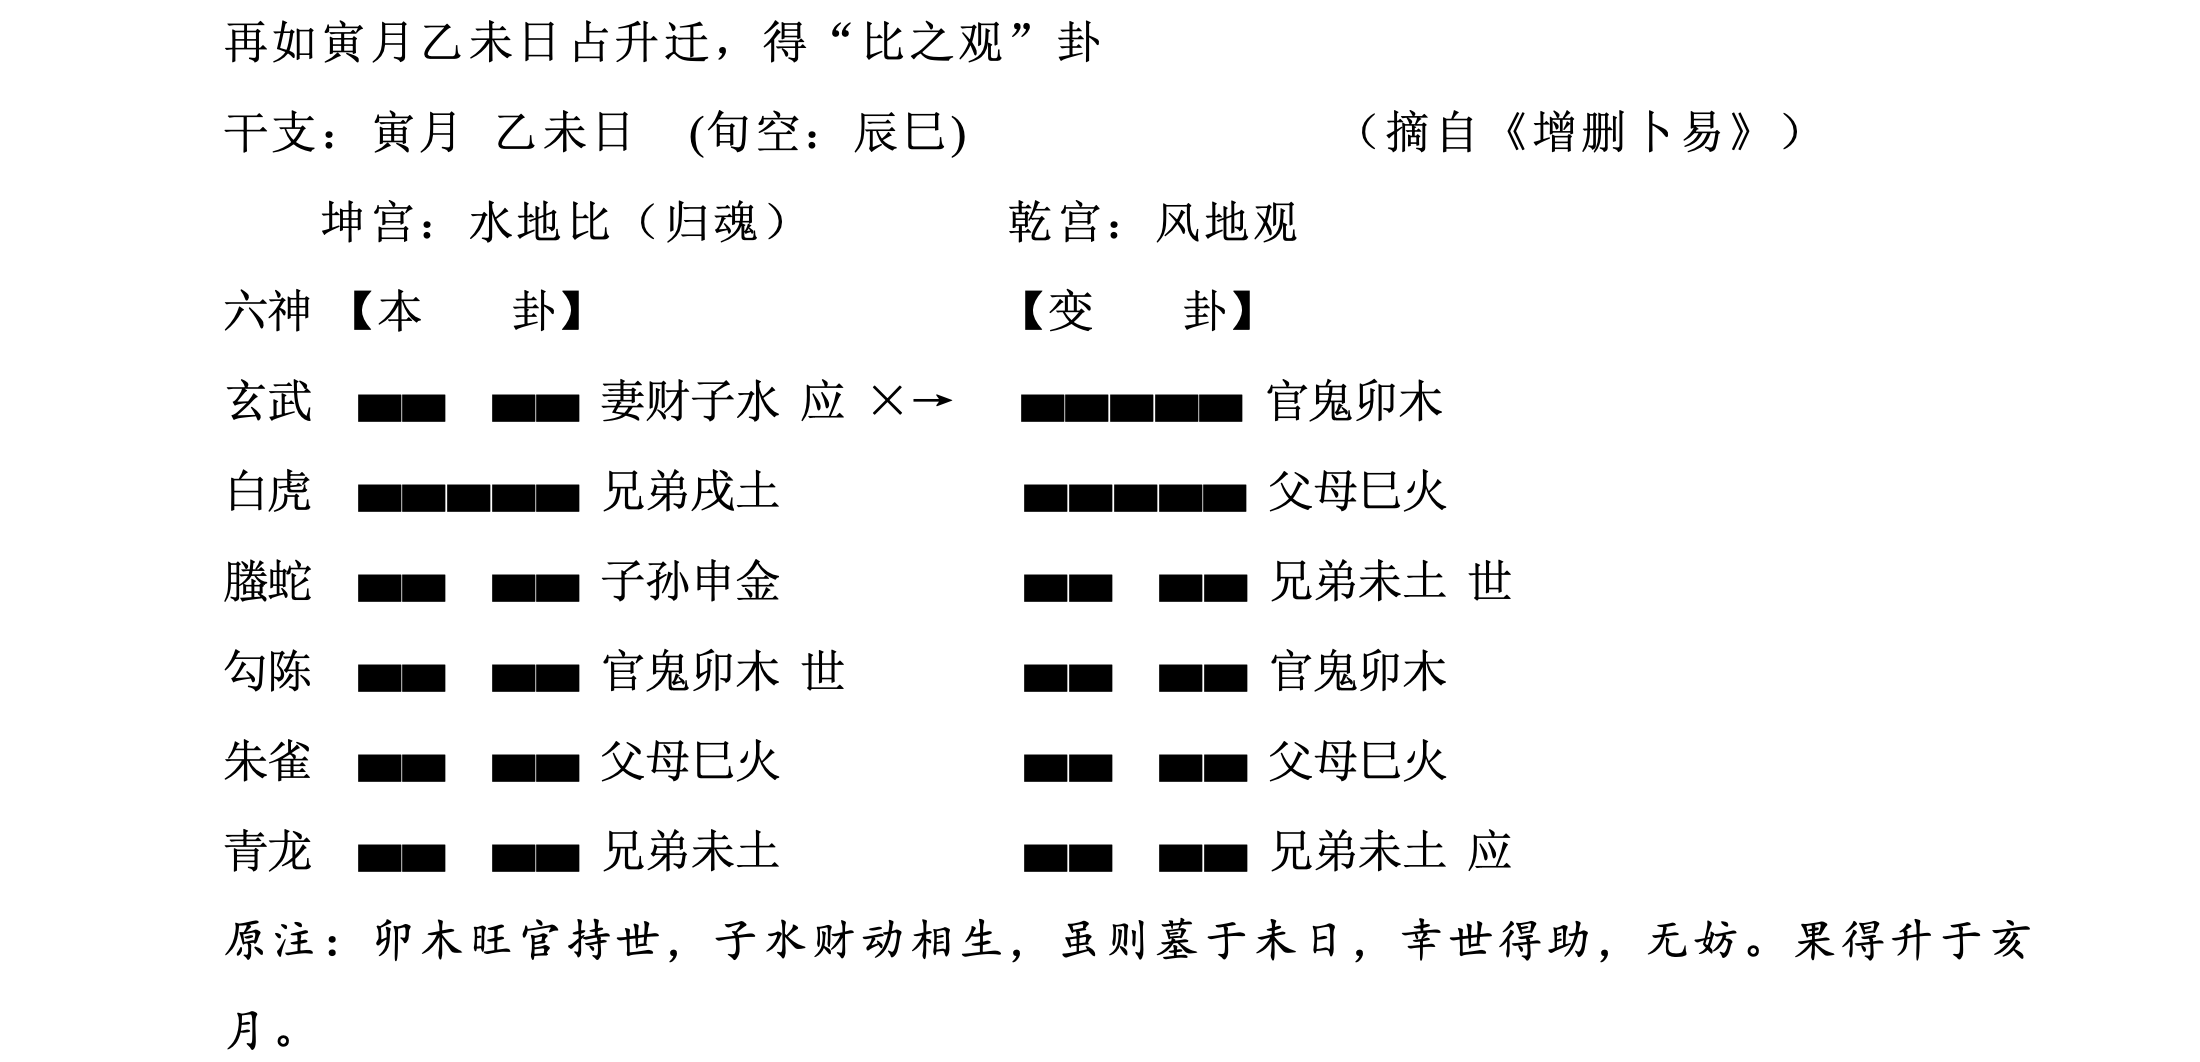 再如寅月乙未日占升迁，得“比之观”卦
干支：寅月 乙未日 (旬空：辰巳) （摘自《增删卜易》）
坤宫：水地比（归魂） 乾宫：风地观
六神 【本 卦】 【变 卦】
玄武 妻财子水 应 ×→ 官鬼卯木
白虎 兄弟戌土 父母巳火
螣蛇 子孙申金 兄弟未土 世
勾陈 官鬼卯木 世 官鬼卯木
朱雀 父母巳火 父母巳火
青龙 兄弟未土 兄弟未土 应
原注：卯木旺官持世，子水财动相生，虽则墓于未日，幸世得助，无妨。果得升于亥
月。